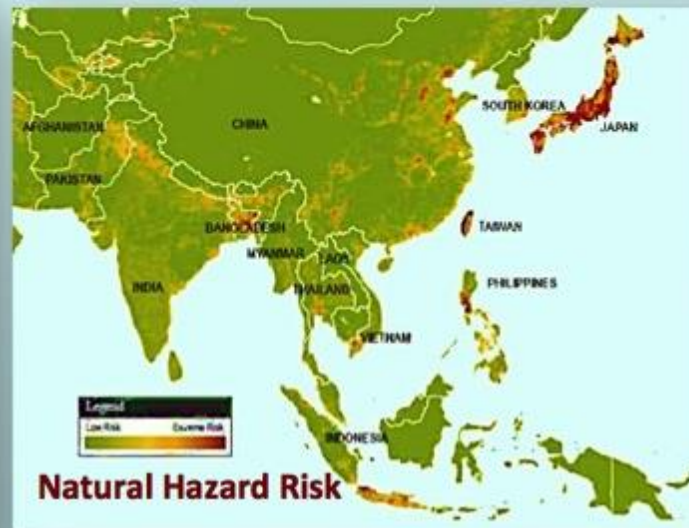 SOUTH KOREA
JAPAN
AFGHANISTAN
CHINA
PAKISTAN
BANGLADESH
TAIWAN
MYANMAR
LAOS
INDIA
THAILAND
PHILIPPINES
VIETNAM
Legend
Low Risk Extreme Risk
INDONESIA
Natural Hazard Risk